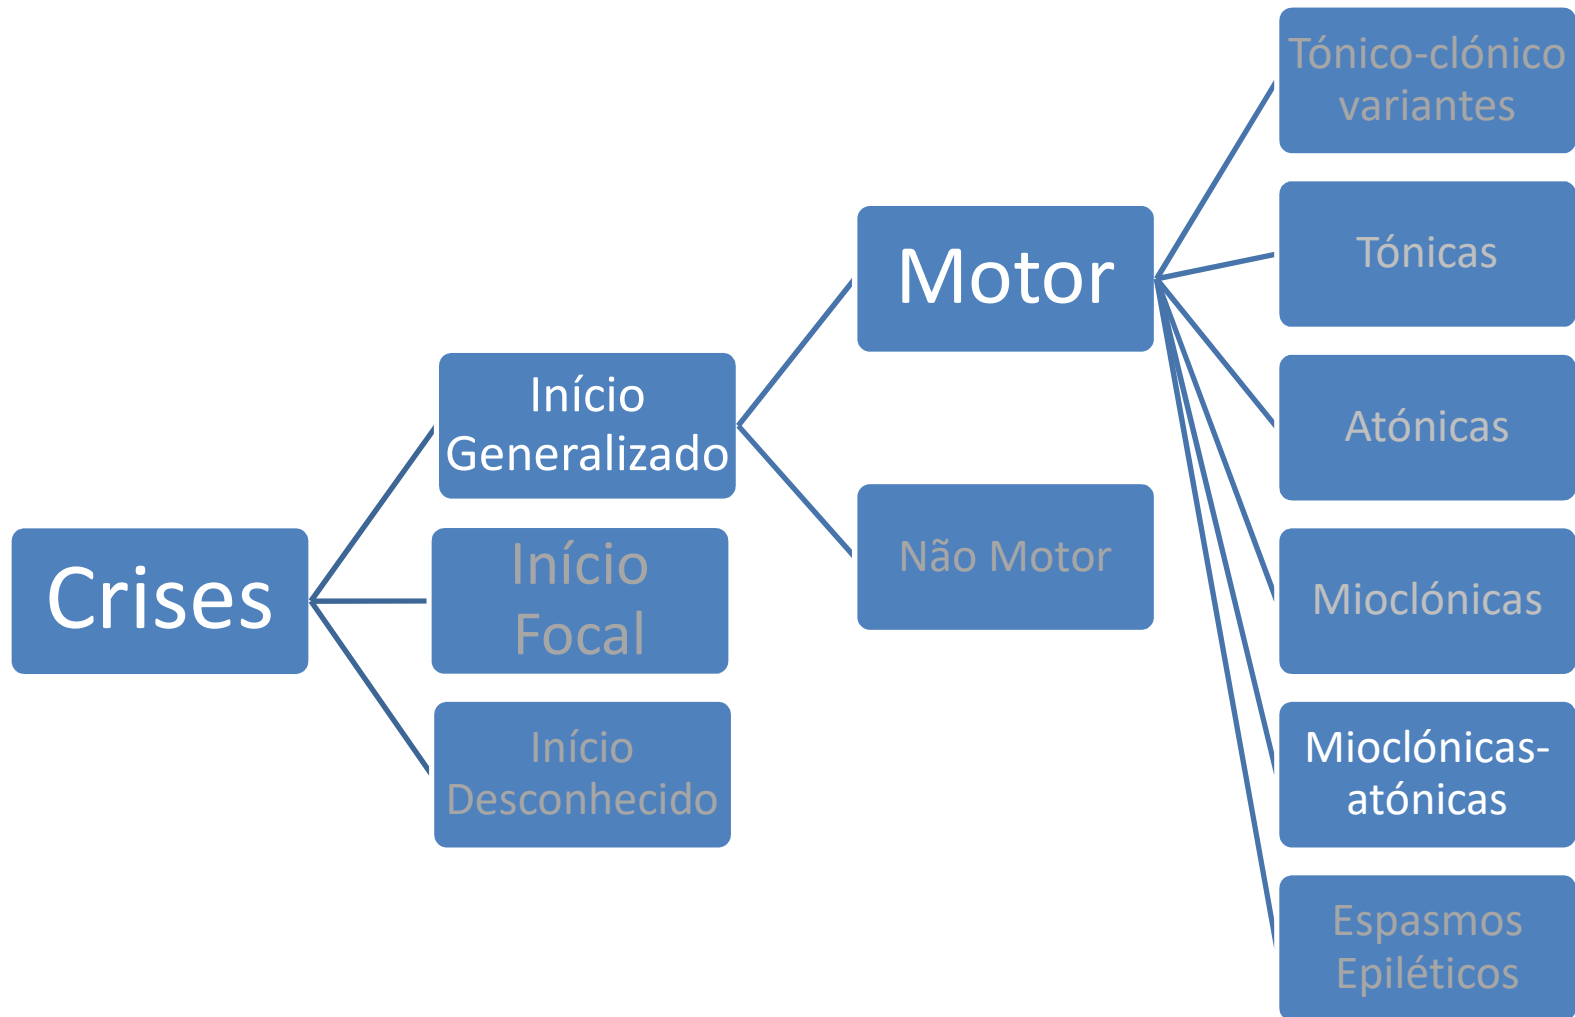 Crises
Início
Generalizado
Início
Focal
Início
Desconhecido
Motor
Não Motor
Tónico-clónico
variantes
Tónicas
Atónicas
Mioclónicas
Mioclónicas-
atónicas
Espasmos
Epiléticos